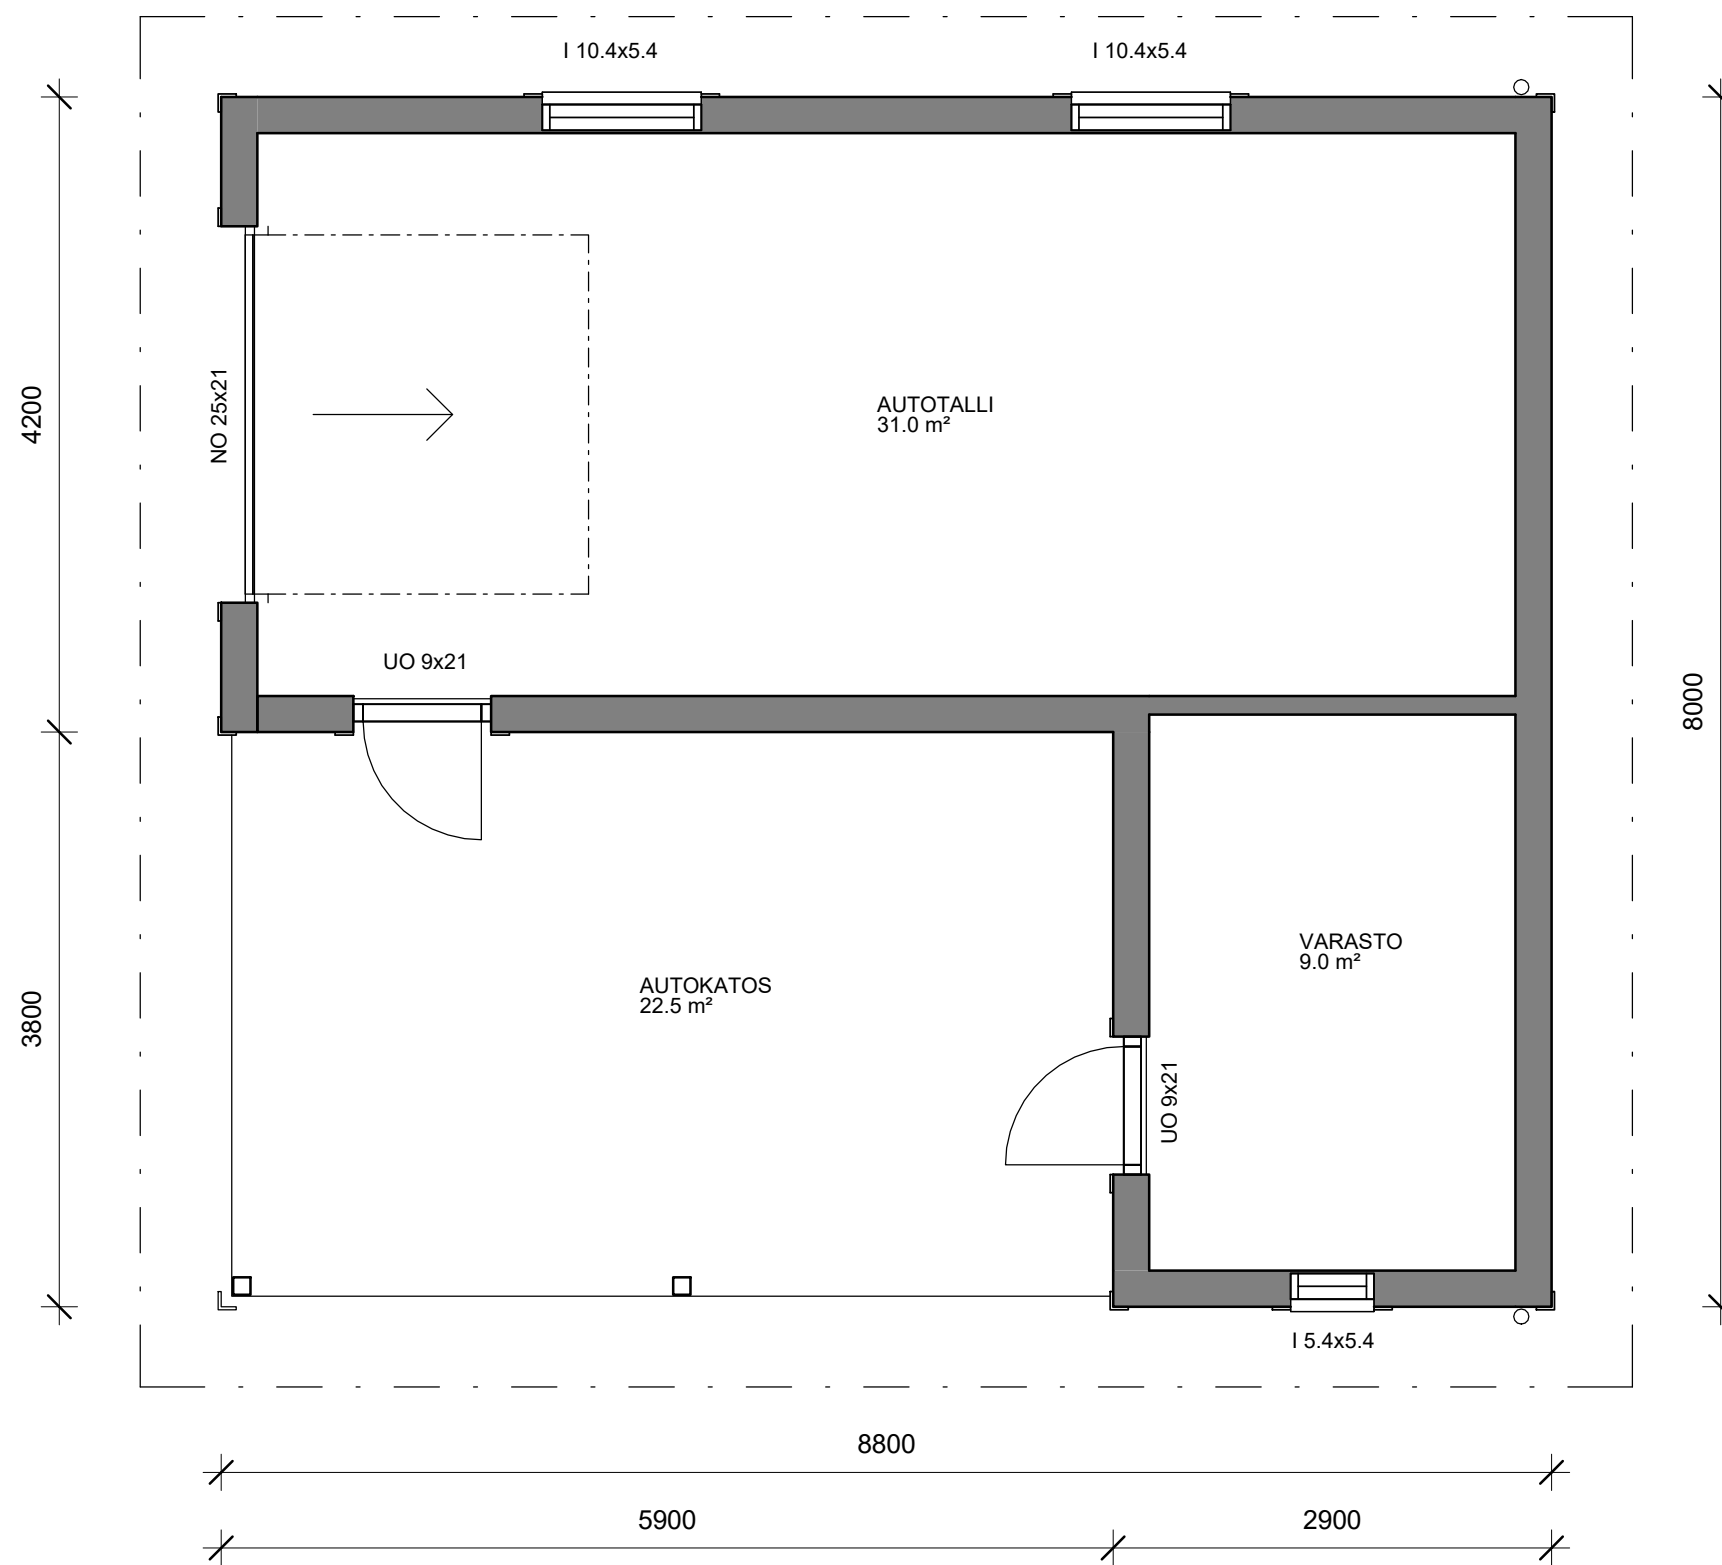 I 10.4x5.4
I 10.4x5.4
4200
NO 25x21
AUTOTALLI
31.0 m²
UO 9x21
8000
VARASTO
9.0 m²
AUTOKATOS
22.5 m²
3800
UO 9x21
I 5.4x5.4
8800
5900
2900